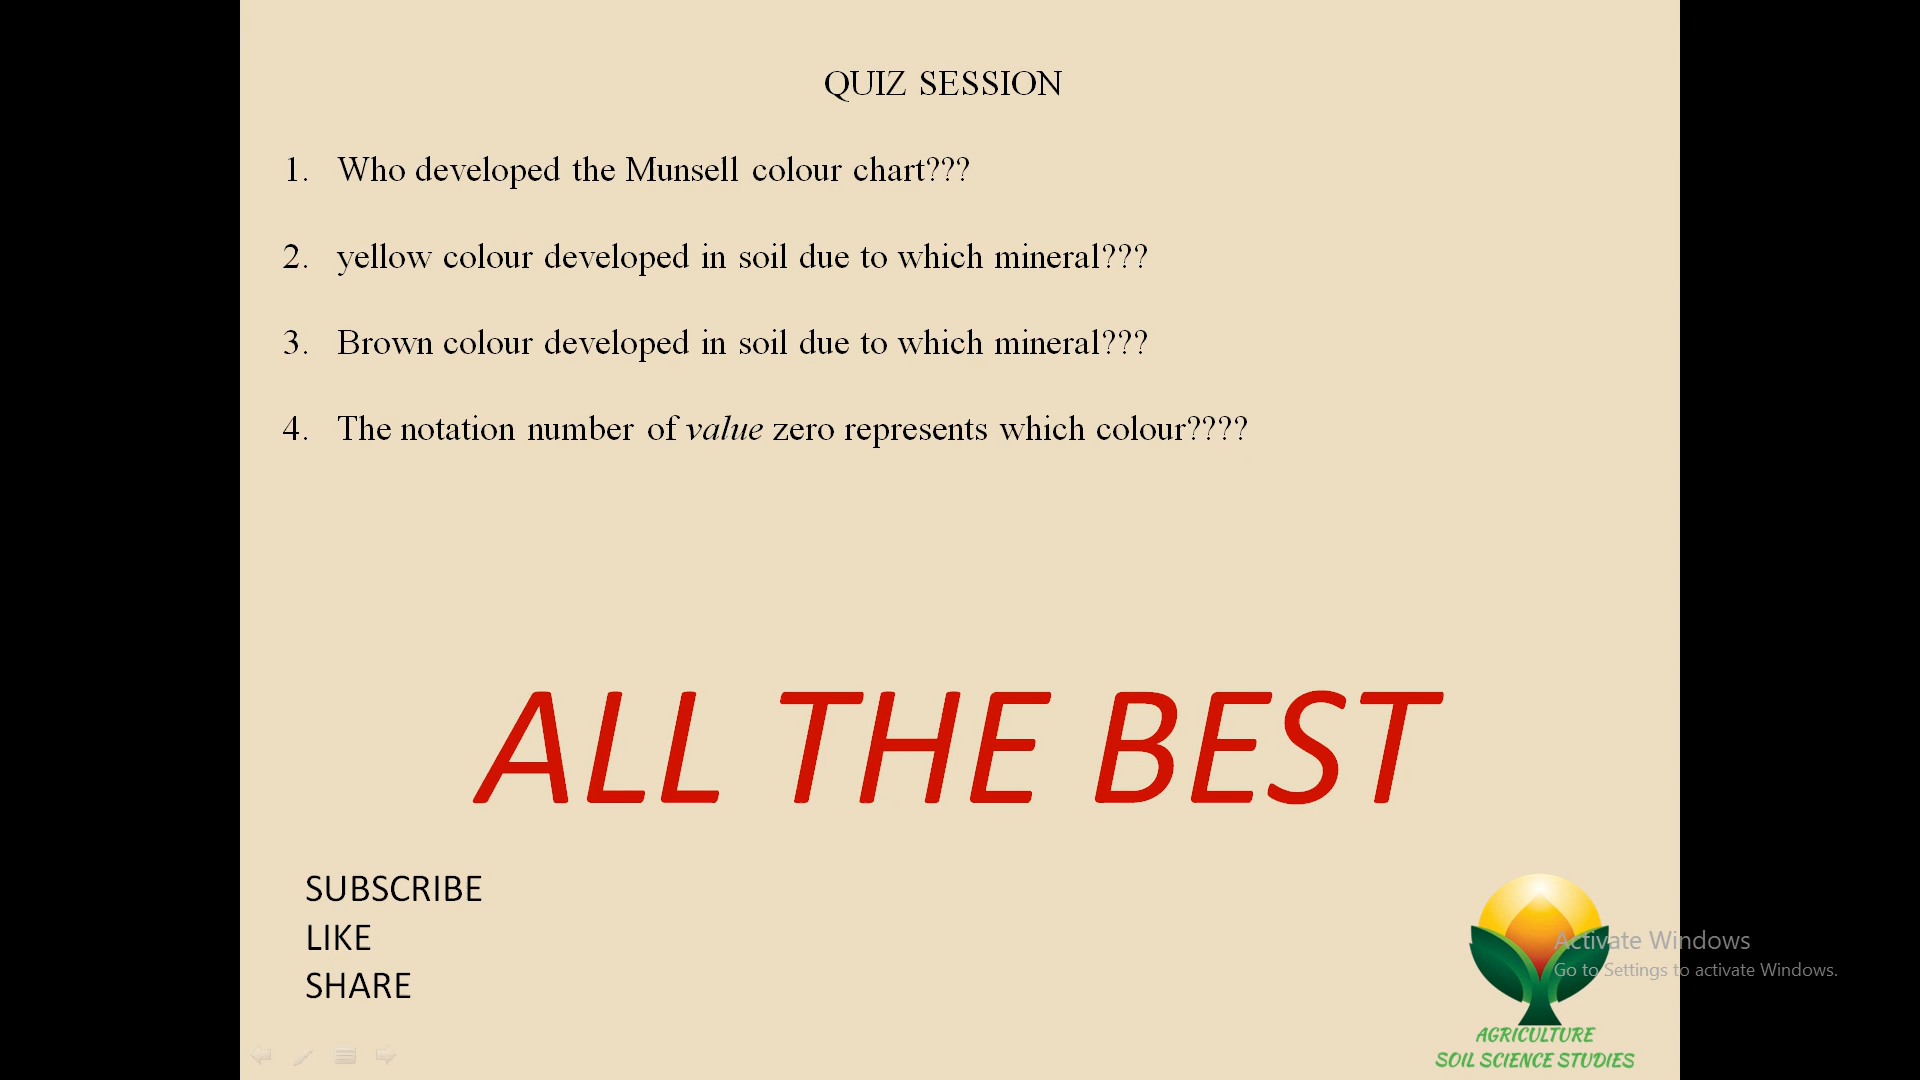 QUIZ SESSION
1. Who developed the Munsell colour chart???
2. yellow colour developed in soil due to which mineral???
3. Brown colour developed in soil due to which mineral???
4. The notation number of value zero represents which colour????
ALL THE BEST
SUBSCRIBE
LIKE
SHARE
Activate Windows
Go to Settings to activate Windows.
AGRICULTURE
SOIL SCIENCE STUDIES